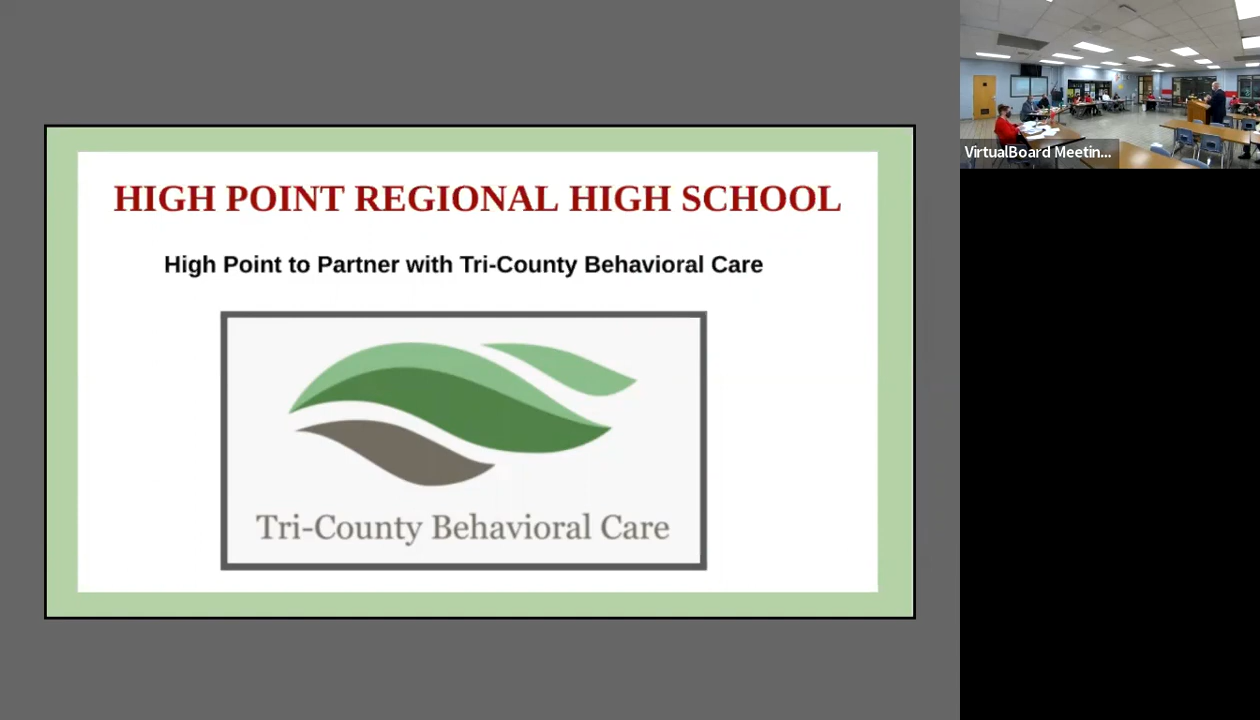 HIGH POINT REGIONAL HIGH SCHOOL
High Point to Partner with Tri-County Behavioral Care
Tri-County Behavioral Care
VirtualBoard Meetin...